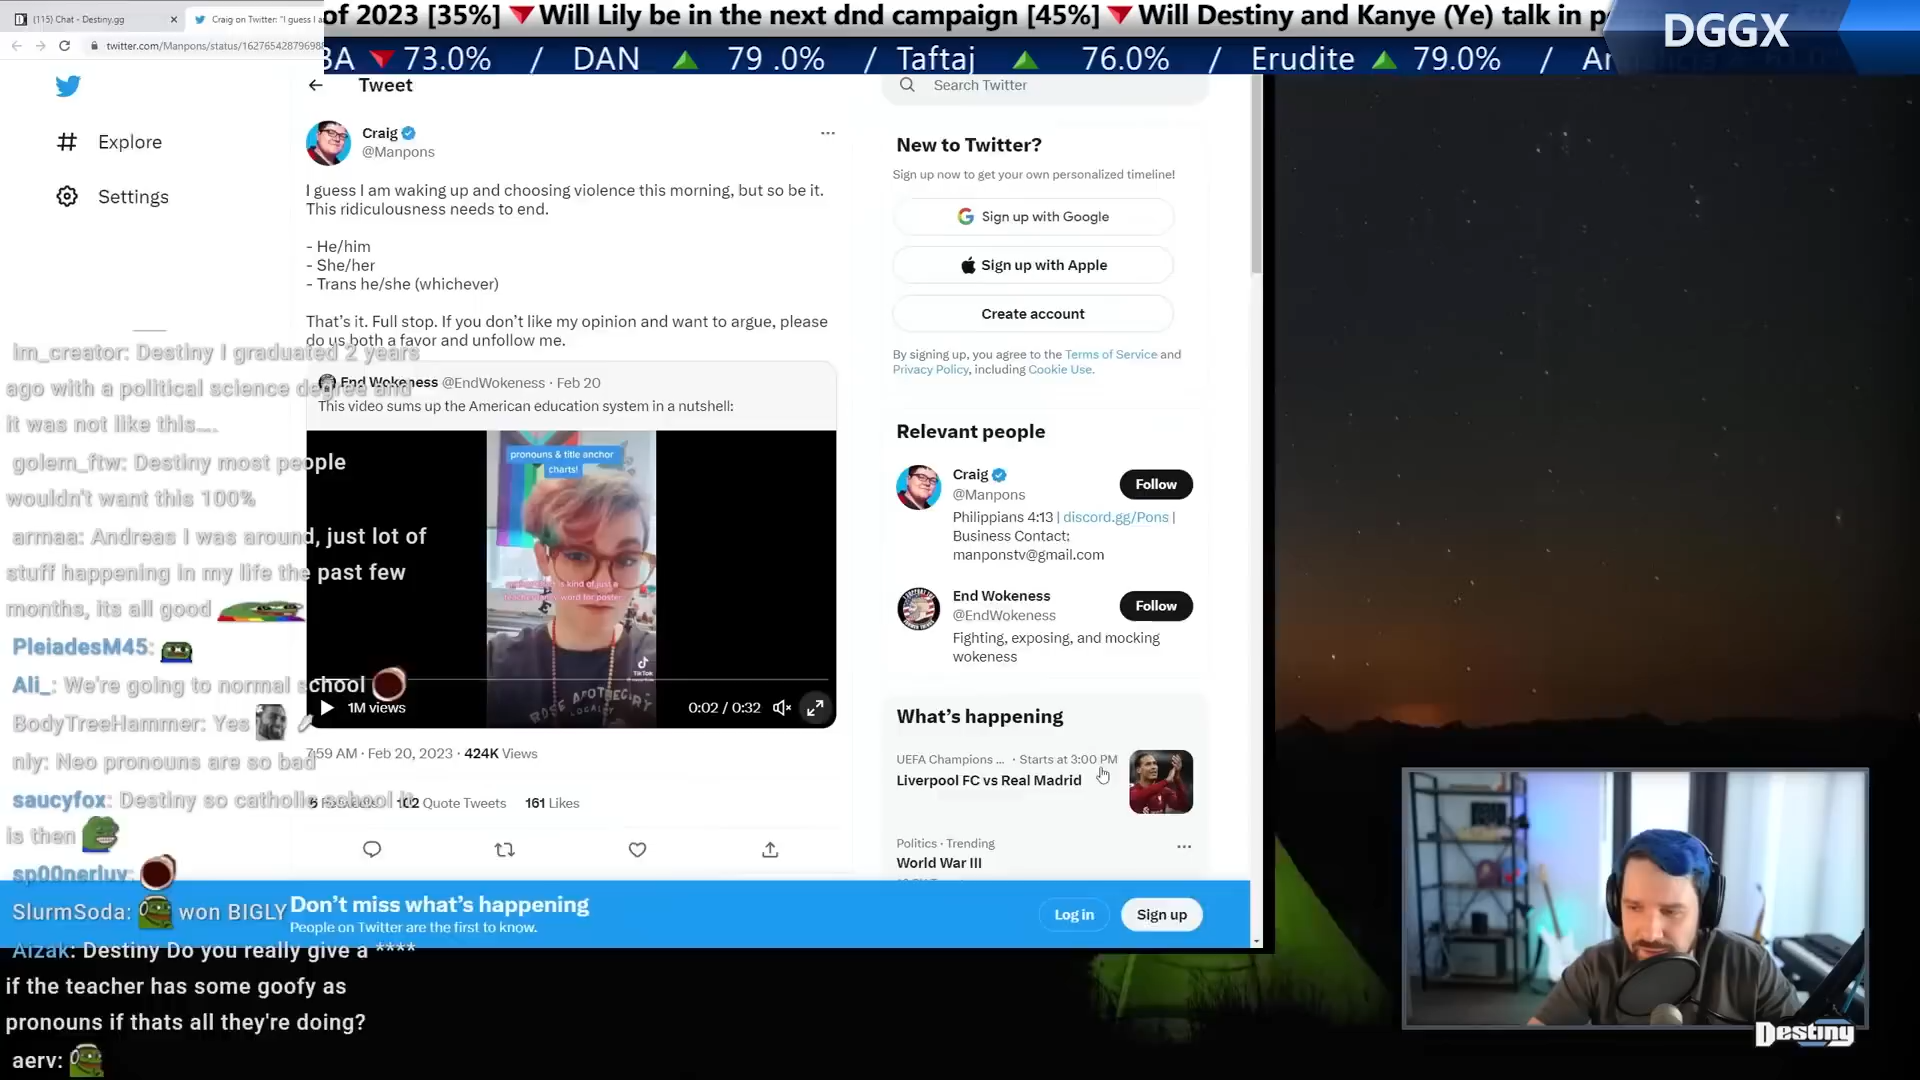 (115) Chat - Destiny.gg
Craig on Twitter: "I guess I a
twitter.com/Manpons/status/16276542879698
of 2023 [35%] Will Lily be in the next dnd campaign [45%] Will Destiny and Kanye (Ye) talk in p
DGGX
BA 73.0% / DAN 79 .0% / Taftaj 76.0% / Erudite 79.0% /
Explore
Settings
Tweet
Craig
@Manpons
I guess I am waking up and choosing violence this morning, but so be it.
This ridiculousness needs to end.
- He/him
- She/her
- Trans he/she (whichever)
That's it. Full stop. If you don't like my opinion and want to argue, please
do us both a favor and unfollow me.
End Wokeness @EndWokeness · Feb 20
This video sums up the American education system in a nutshell:
pronouns & title anchor
charts!
is kind of just a
word for poster
TikTok
ROSE APOTHECARY
LOCALLY
1M views
0:02 / 0:32
7:59 AM · Feb 20, 2023 · 424K Views
102 Quote Tweets 161 Likes
Search Twitter
New to Twitter?
Sign up now to get your own personalized timeline!
Sign up with Google
Sign up with Apple
Create account
By signing up, you agree to the Terms of Service and
Privacy Policy, including Cookie Use.
Relevant people
Craig
@Manpons
Follow
Philippians 4:13 | discord.gg/Pons |
Business Contact:
manponstv@gmail.com
End Wokeness
@EndWokeness
Follow
Fighting, exposing, and mocking
wokeness
What's happening
UEFA Champions ... · Starts at 3:00 PM
Liverpool FC vs Real Madrid
Politics · Trending
World War III
Don't miss what's happening
People on Twitter are the first to know.
Log in
Sign up
im_creator: Destiny I graduated 2 years
ago with a political science degree and
it was not like this....
golem_ftw: Destiny most people
wouldn't want this 100%
armaa: Andreas I was around, just lot of
stuff happening in my life the past few
months, its all good
PleiadesM45:
Ali_: We're going to normal school
BodyTreeHammer: Yes
nly: Neo pronouns are so bad
saucyfox: Destiny so catholic school it
is then
sp00nerluv:
SlurmSoda: won BIGLY
Aizak: Destiny Do you really give a ****
if the teacher has some goofy as
pronouns if thats all they're doing?
aerv:
Destiny